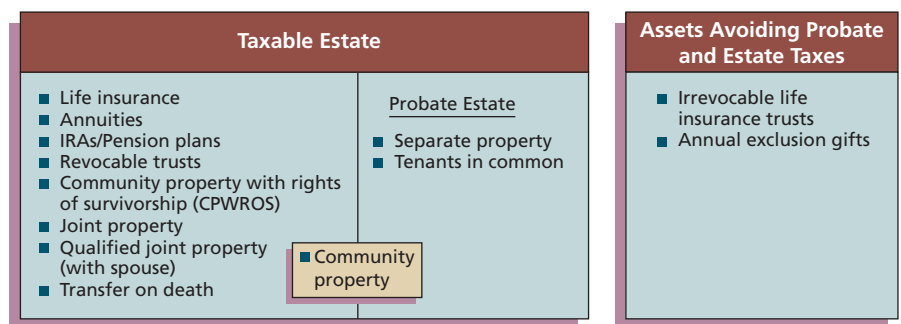 Taxable Estate
Life insurance
Annuities
IRAs/Pension plans
Revocable trusts
Community property with rights
of survivorship (CPWROS)
Joint property
Qualified joint property
(with spouse)
Transfer on death
Probate Estate
Separate property
Tenants in common
Community
property
Assets Avoiding Probate
and Estate Taxes
Irrevocable life
insurance trusts
Annual exclusion gifts